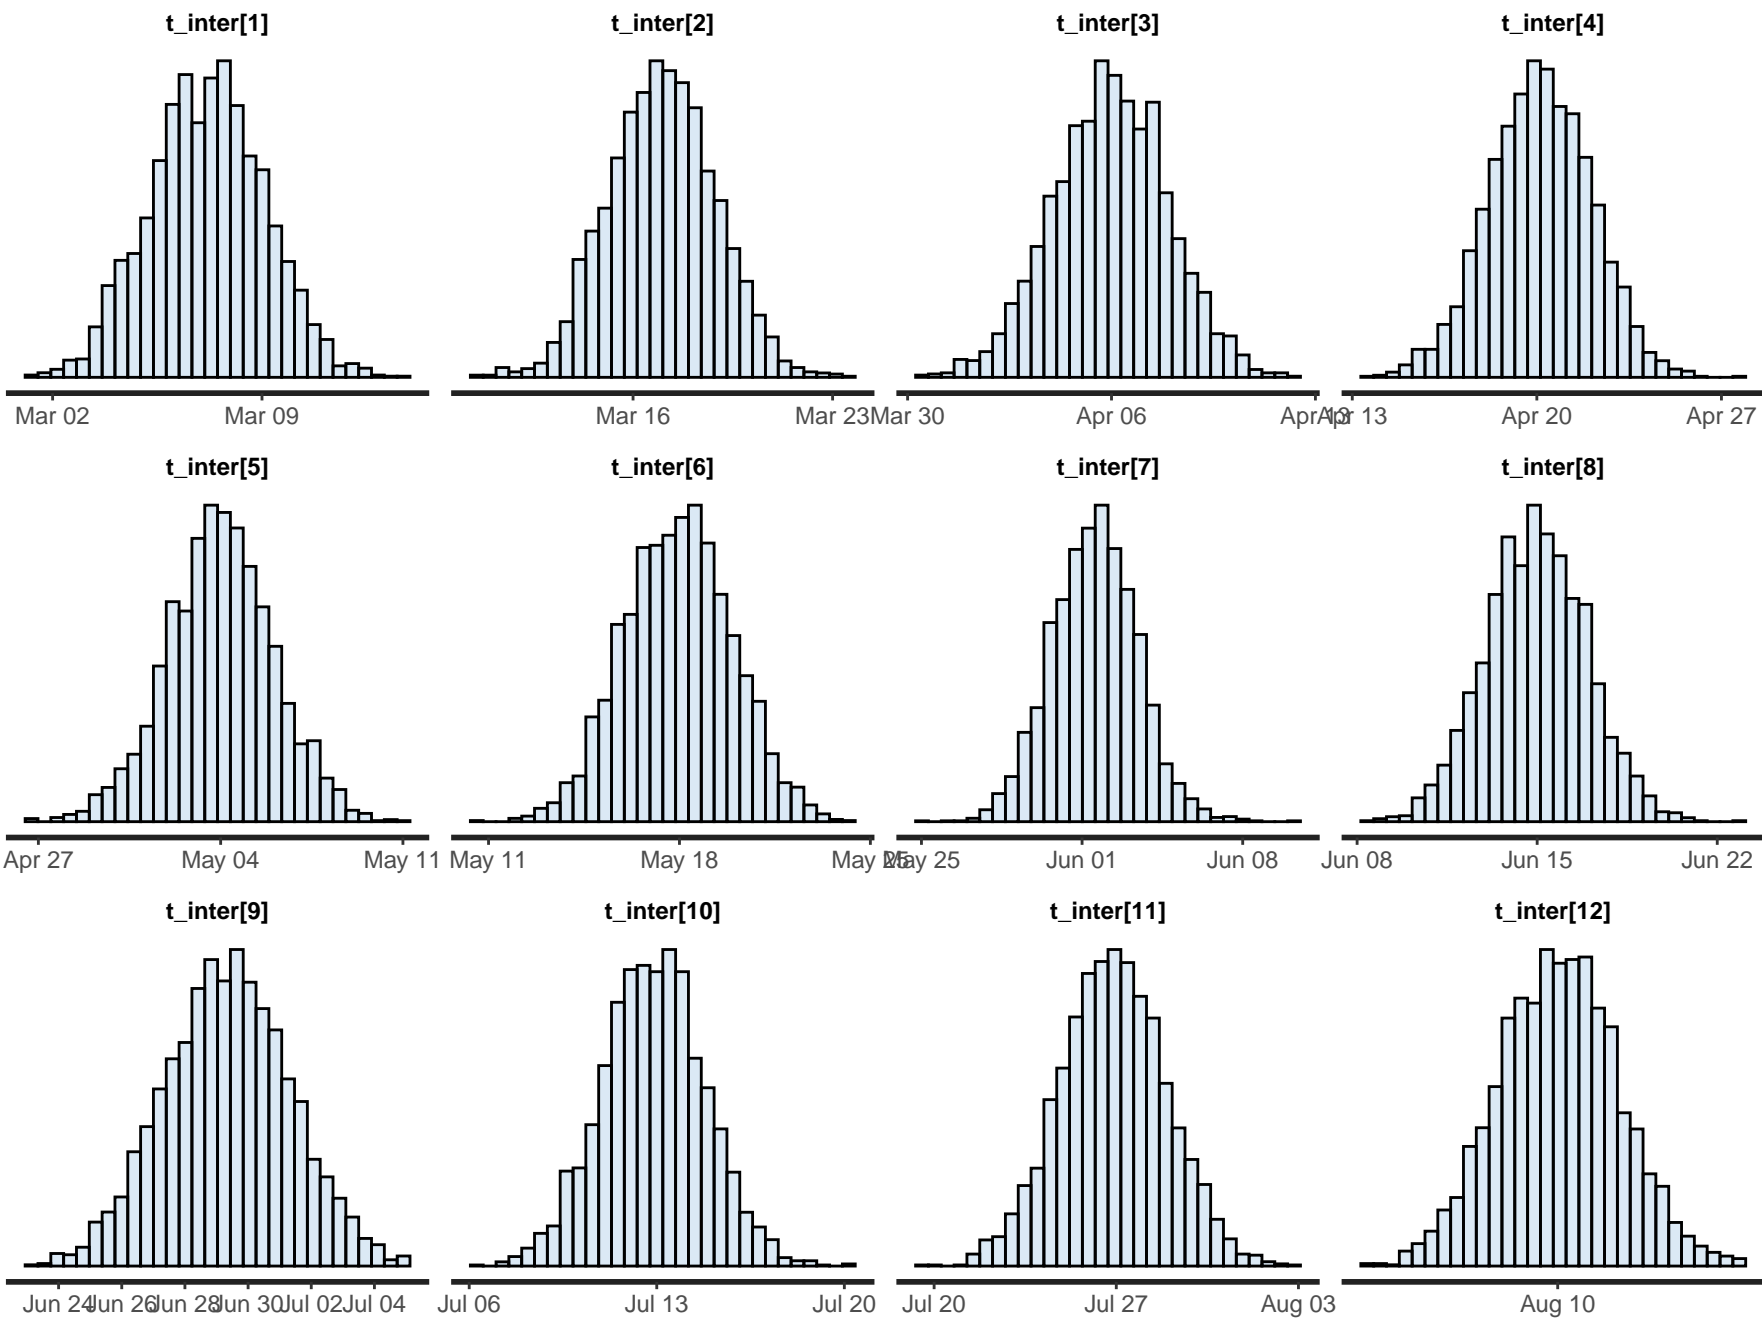 t_inter[1] t_inter[2] t_inter[3] t_inter[4]
Mar 02 Mar 09 Mar 16 Mar 23 Mar 30 Apr 06 Apr 13 Apr 13 Apr 20 Apr 27
t_inter[5] t_inter[6] t_inter[7] t_inter[8]
Apr 27 May 04 May 11 May 11 May 18 May 25 May 25 Jun 01 Jun 08 Jun 08 Jun 15 Jun 22
t_inter[9] t_inter[10] t_inter[11] t_inter[12]
Jun 24 Jun 26 Jun 28 Jun 30 Jul 02 Jul 04 Jul 06 Jul 13 Jul 20 Jul 20 Jul 27 Aug 03 Aug 10